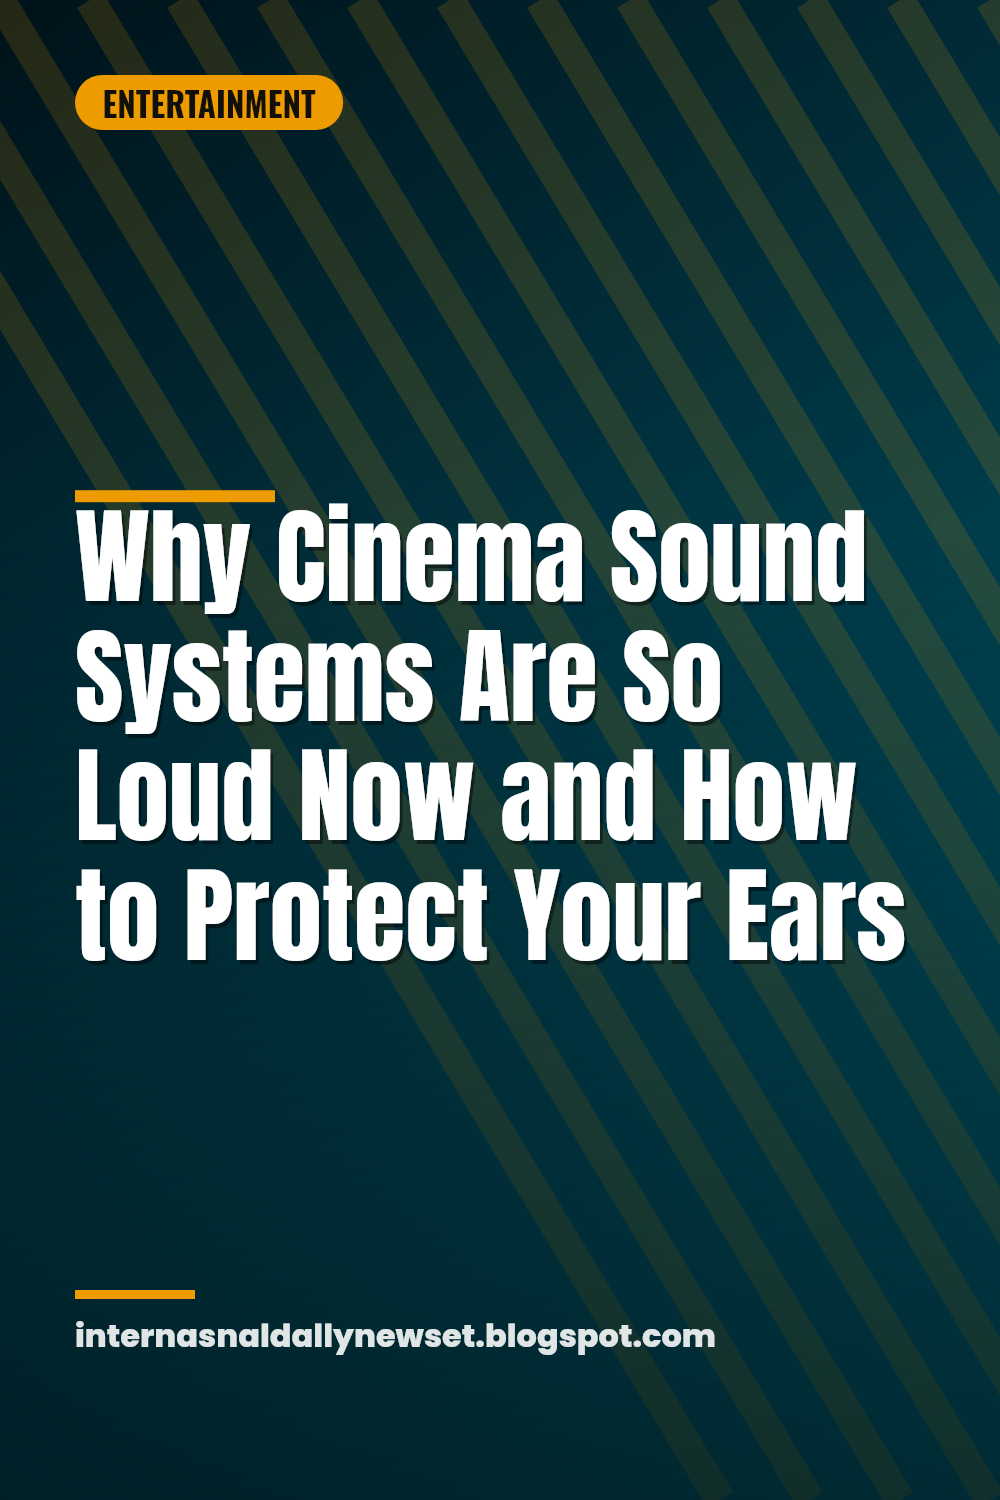 ENTERTAINMENT
Why Cinema Sound
Systems Are So
Loud Now and How
to Protect Your Ears
internasnaldallynewset.blogspot.com